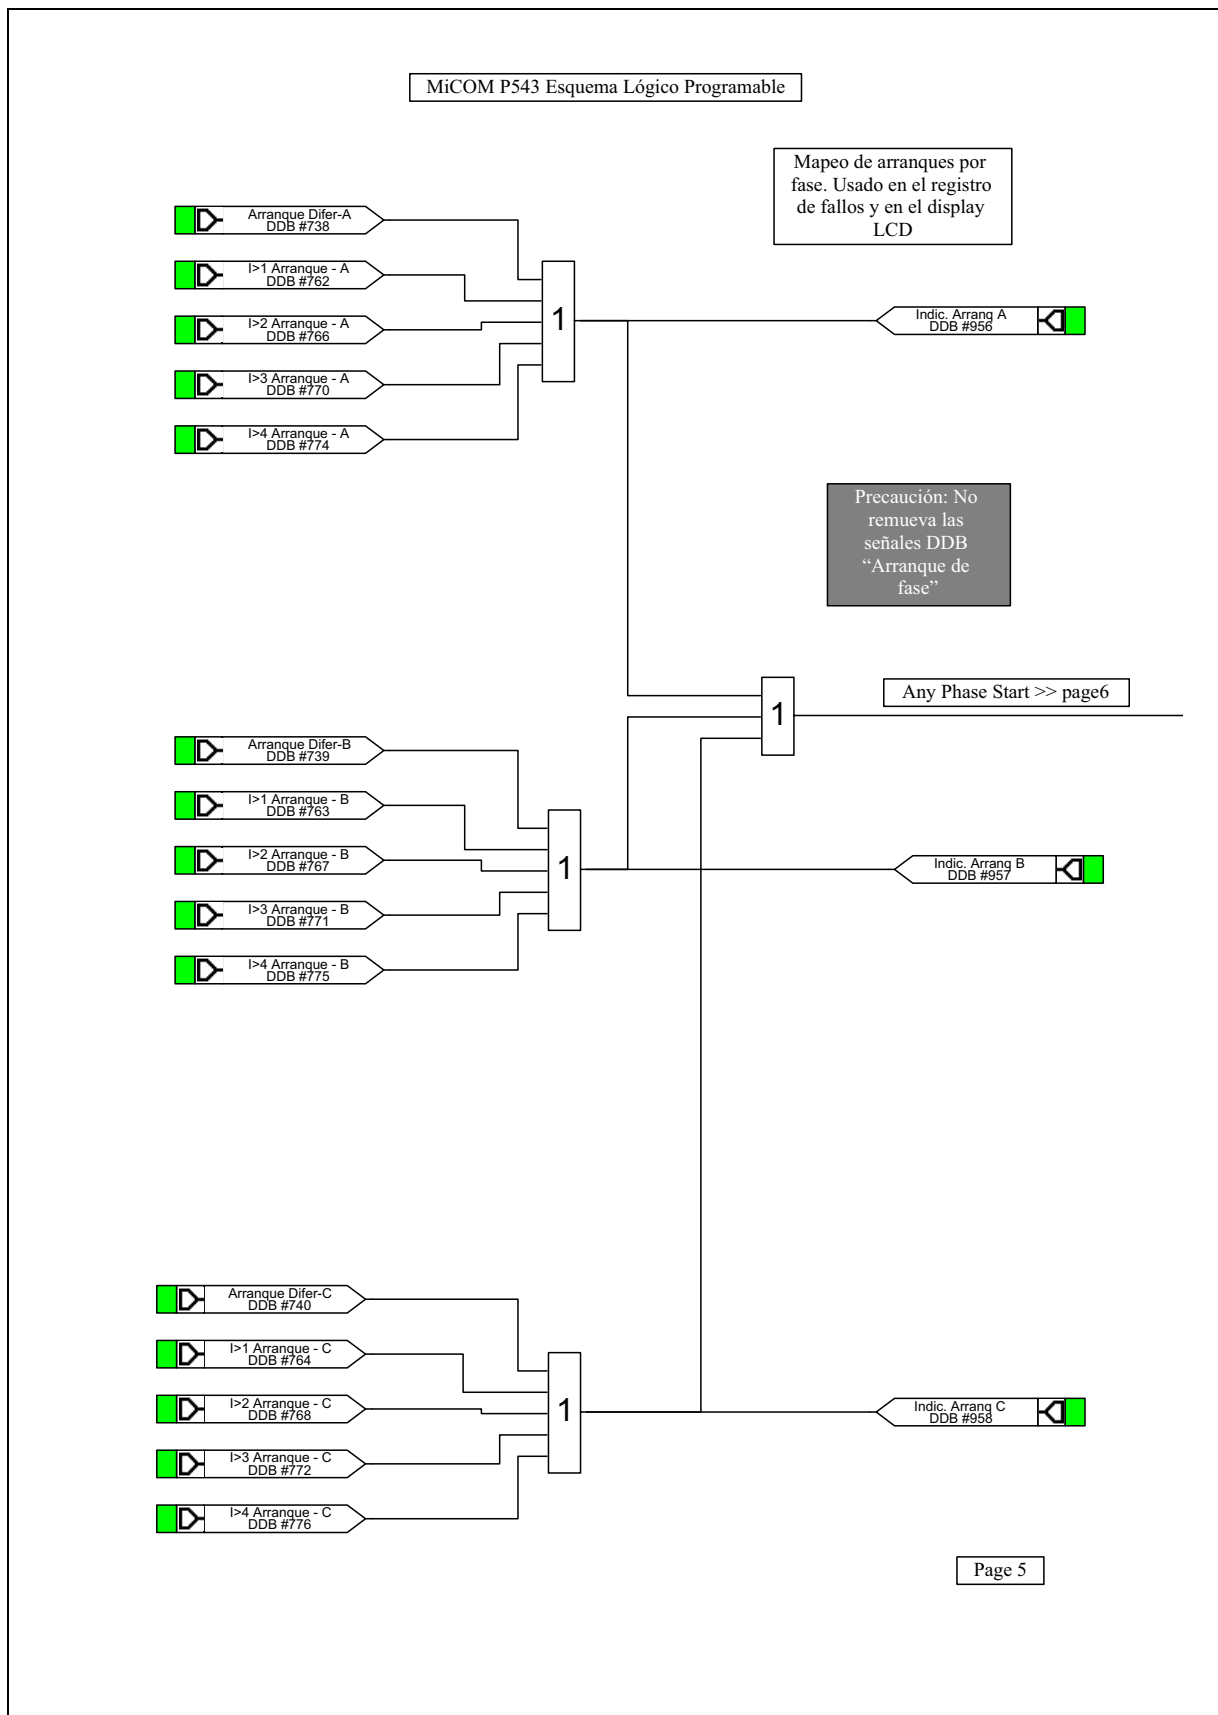 MiCOM P543 Esquema Lógico Programable
Mapeo de arranques por
fase. Usado en el registro
de fallos y en el display
LCD
Arranque Difer-A
DDB #738
I>1 Arranque - A
DDB #762
I>2 Arranque - A
DDB #766
I>3 Arranque - A
DDB #770
I>4 Arranque - A
DDB #774
1
Indic. Arrang A
DDB #956
Precaución: No
remueva las
señales DDB
“Arranque de
fase”
1
Any Phase Start >> page6
Arranque Difer-B
DDB #739
I>1 Arranque - B
DDB #763
I>2 Arranque - B
DDB #767
I>3 Arranque - B
DDB #771
I>4 Arranque - B
DDB #775
1
Indic. Arrang B
DDB #957
Arranque Difer-C
DDB #740
I>1 Arranque - C
DDB #764
I>2 Arranque - C
DDB #768
I>3 Arranque - C
DDB #772
I>4 Arranque - C
DDB #776
1
Indic. Arrang C
DDB #958
Page 5